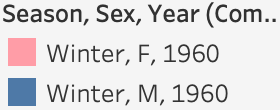 Season, Sex, Year (Com..
Winter, F, 1960
Winter, M, 1960